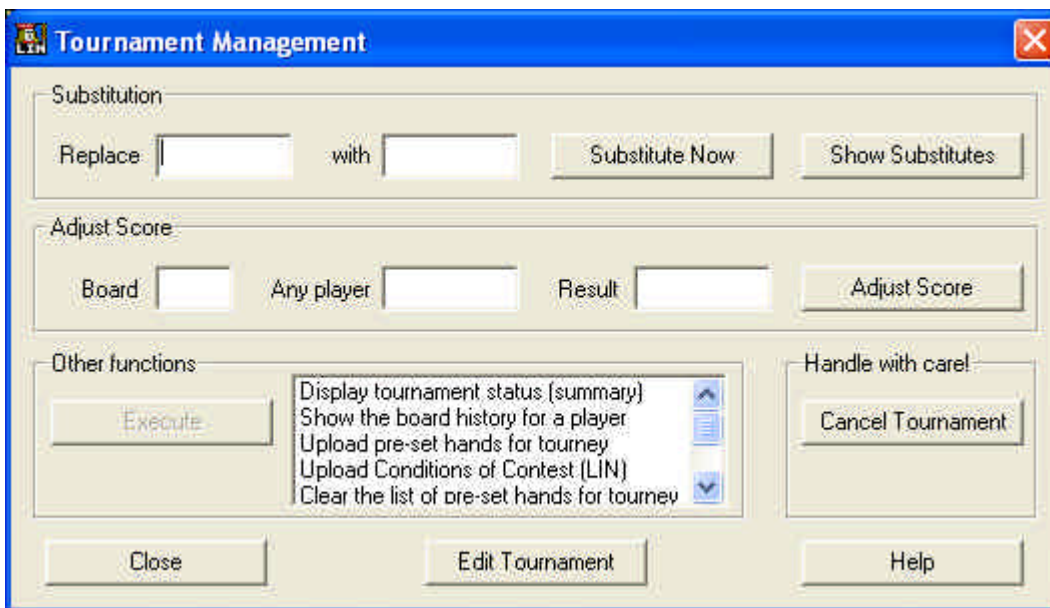 LIN
Tournament Management
Substitution
Replace with Substitute Now Show Substitutes
Adjust Score
Board Any player Result Adjust Score
Other functions
Execute
Display tournament status (summary)
Show the board history for a player
Upload pre-set hands for tourney
Upload Conditions of Contest (LIN)
Clear the list of pre-set hands for tourney
Handle with care!
Cancel Tournament
Close Edit Tournament Help